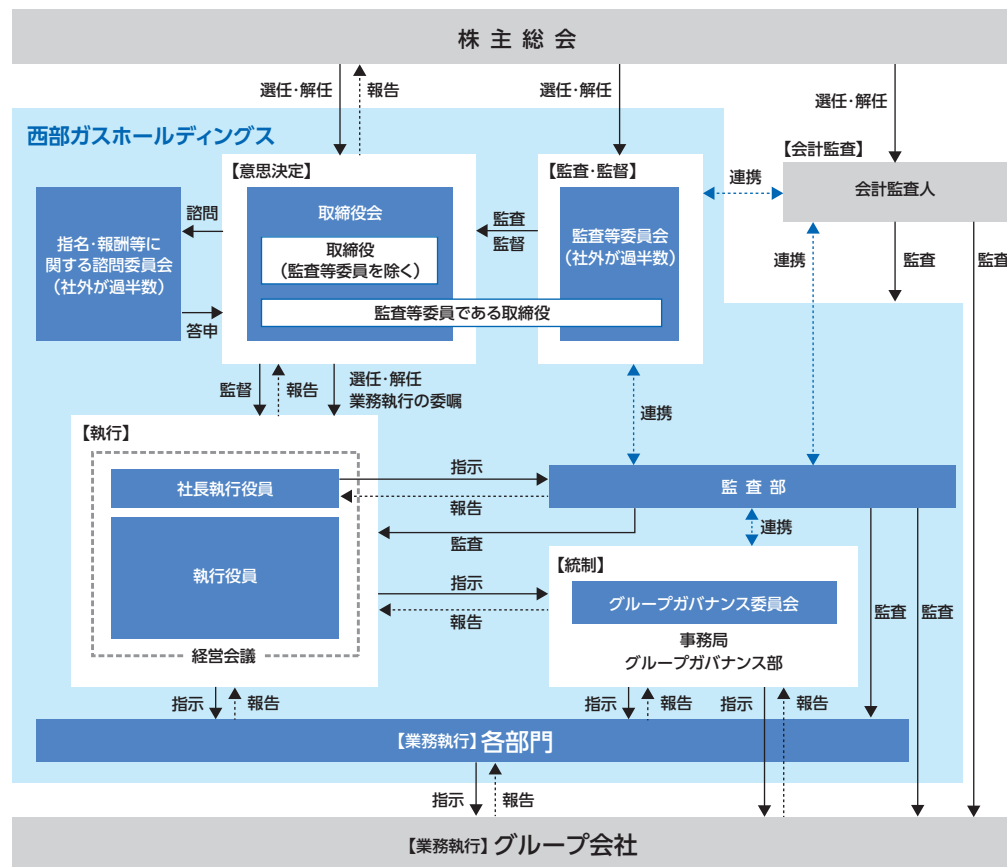 株主総会
選任・解任
報告
選任・解任
選任・解任
西部ガスホールディングス
【意思決定】
【監査・監督】
【会計監査】
連携
会計監査人
諮問
取締役会
監査
監督
監査等委員会
(社外が過半数)
指名・報酬等に
関する諮問委員会
(社外が過半数)
取締役
(監査等委員を除く)
連携
監査
監査
監査等委員である取締役
答申
監督
報告
選任・解任
業務執行の委嘱
連携
【執行】
社長執行役員
指示
監査部
報告
監査
連携
執行役員
【統制】
指示
グループガバナンス委員会
報告
監査
監査
事務局
グループガバナンス部
経営会議
指示
報告
指示
報告
指示
報告
【業務執行】各部門
指示
報告
【業務執行】グループ会社